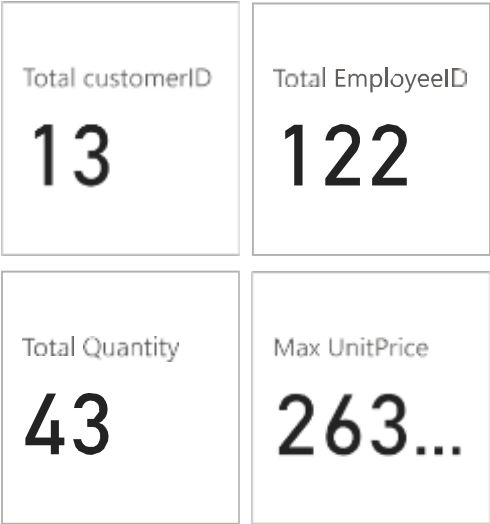 Total customerID
13
Total EmployeeID
122
Total Quantity
43
Max UnitPrice
263...